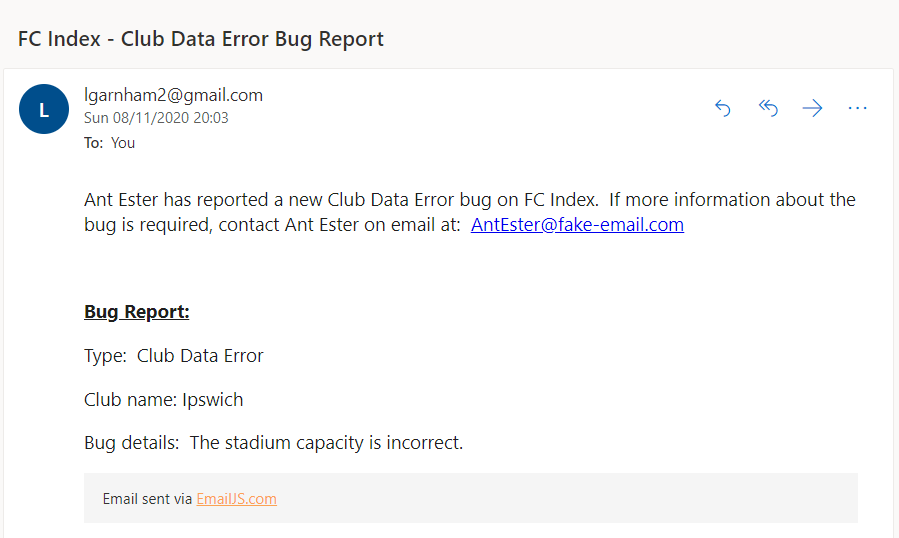 FC Index - Club Data Error Bug Report
L
lgarnham2@gmail.com
Sun 08/11/2020 20:03
To: You
Ant Ester has reported a new Club Data Error bug on FC Index. If more information about the
bug is required, contact Ant Ester on email at: AntEster@fake-email.com
Bug Report:
Type: Club Data Error
Club name: Ipswich
Bug details: The stadium capacity is incorrect.
Email sent via EmailJS.com